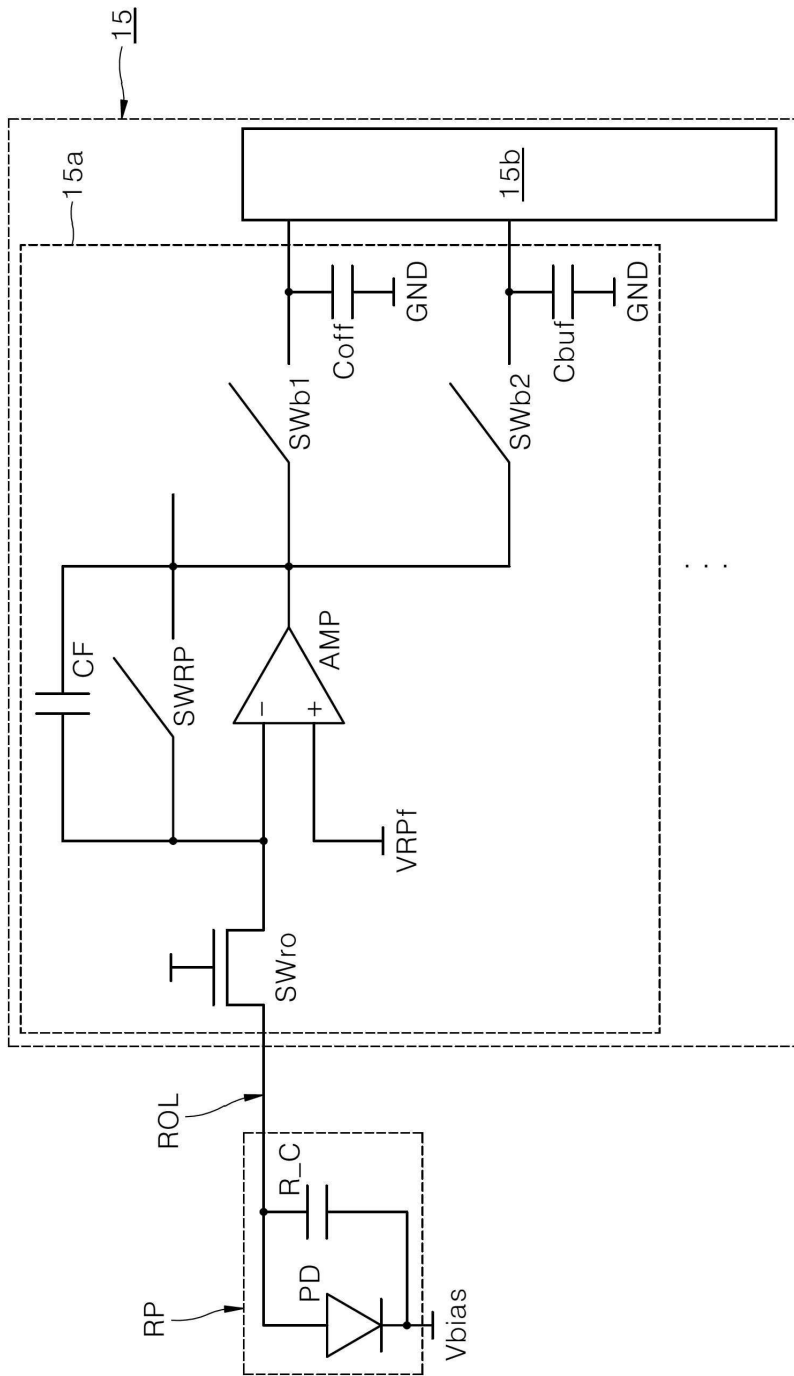 15
15a
15b
RP
ROL
R_C
PD
Vbias
SWro
CF
SWRP
AMP
-
+
VRPf
SWb1
Coff
GND
SWb2
Cbuf
GND
. . .